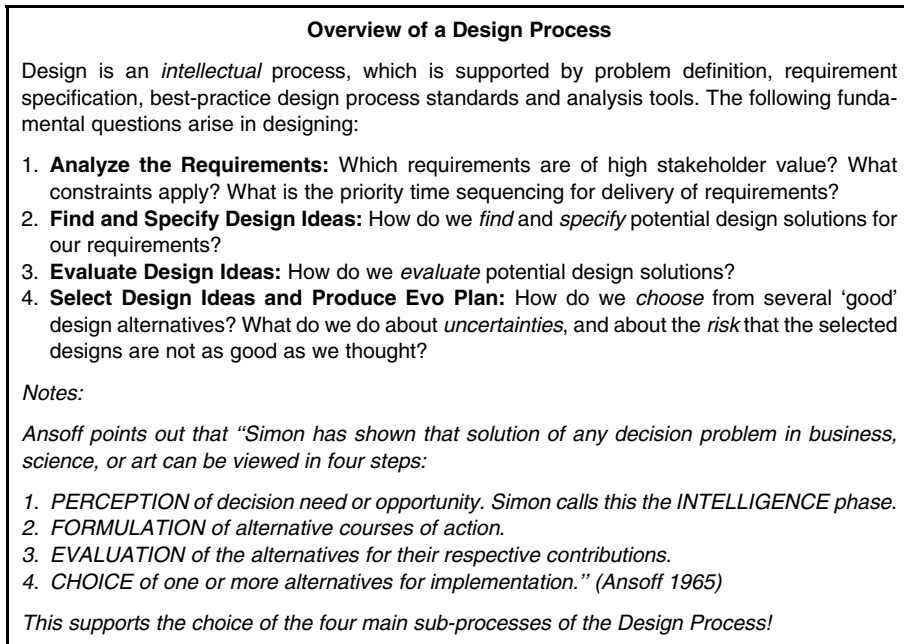 Overview of a Design Process
Design is an intellectual process, which is supported by problem definition, requirement
specification, best-practice design process standards and analysis tools. The following funda-
mental questions arise in designing:
1. Analyze the Requirements: Which requirements are of high stakeholder value? What
constraints apply? What is the priority time sequencing for delivery of requirements?
2. Find and Specify Design Ideas: How do we find and specify potential design solutions for
our requirements?
3. Evaluate Design Ideas: How do we evaluate potential design solutions?
4. Select Design Ideas and Produce Evo Plan: How do we choose from several ‘good’
design alternatives? What do we do about uncertainties, and about the risk that the selected
designs are not as good as we thought?
Notes:
Ansoff points out that “Simon has shown that solution of any decision problem in business,
science, or art can be viewed in four steps:
1. PERCEPTION of decision need or opportunity. Simon calls this the INTELLIGENCE phase.
2. FORMULATION of alternative courses of action.
3. EVALUATION of the alternatives for their respective contributions.
4. CHOICE of one or more alternatives for implementation.” (Ansoff 1965)
This supports the choice of the four main sub-processes of the Design Process!